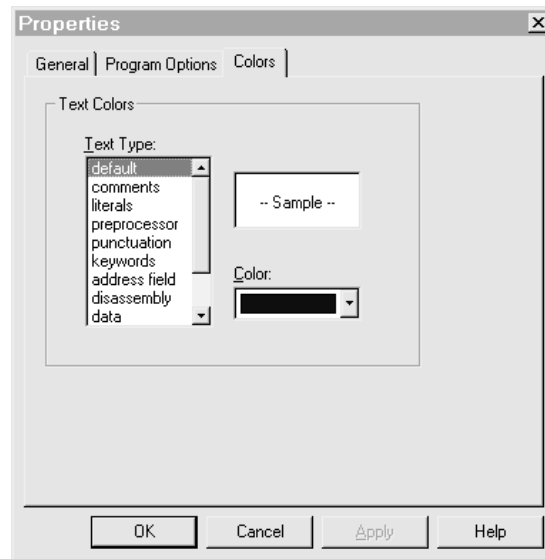 Properties
General
Program Options
Colors
Text Colors
Text Type:
default
comments
literals
preprocessor
punctuation
keywords
address field
disassembly
data
-- Sample --
Color:
OK
Cancel
Apply
Help